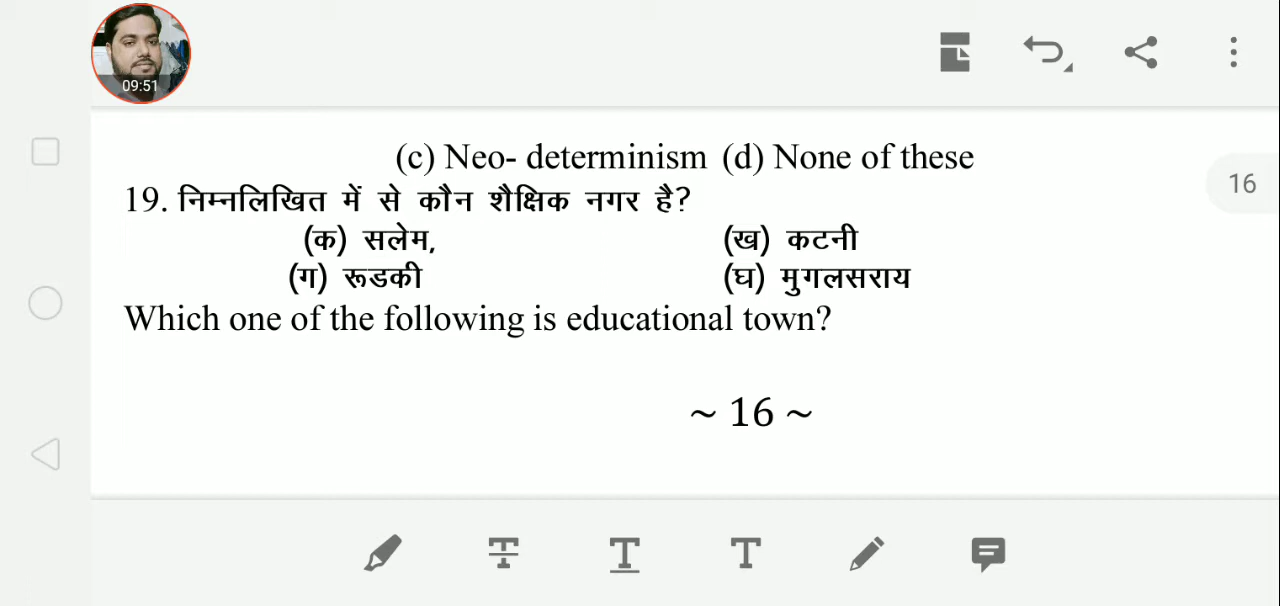 09:51
(c) Neo- determinism (d) None of these
16
19. निम्नलिखित में से कौन शैक्षिक नगर है?
(क) सलेम, (ख) कटनी
(ग) रूडकी (घ) मुगलसराय
Which one of the following is educational town?
~ 16 ~